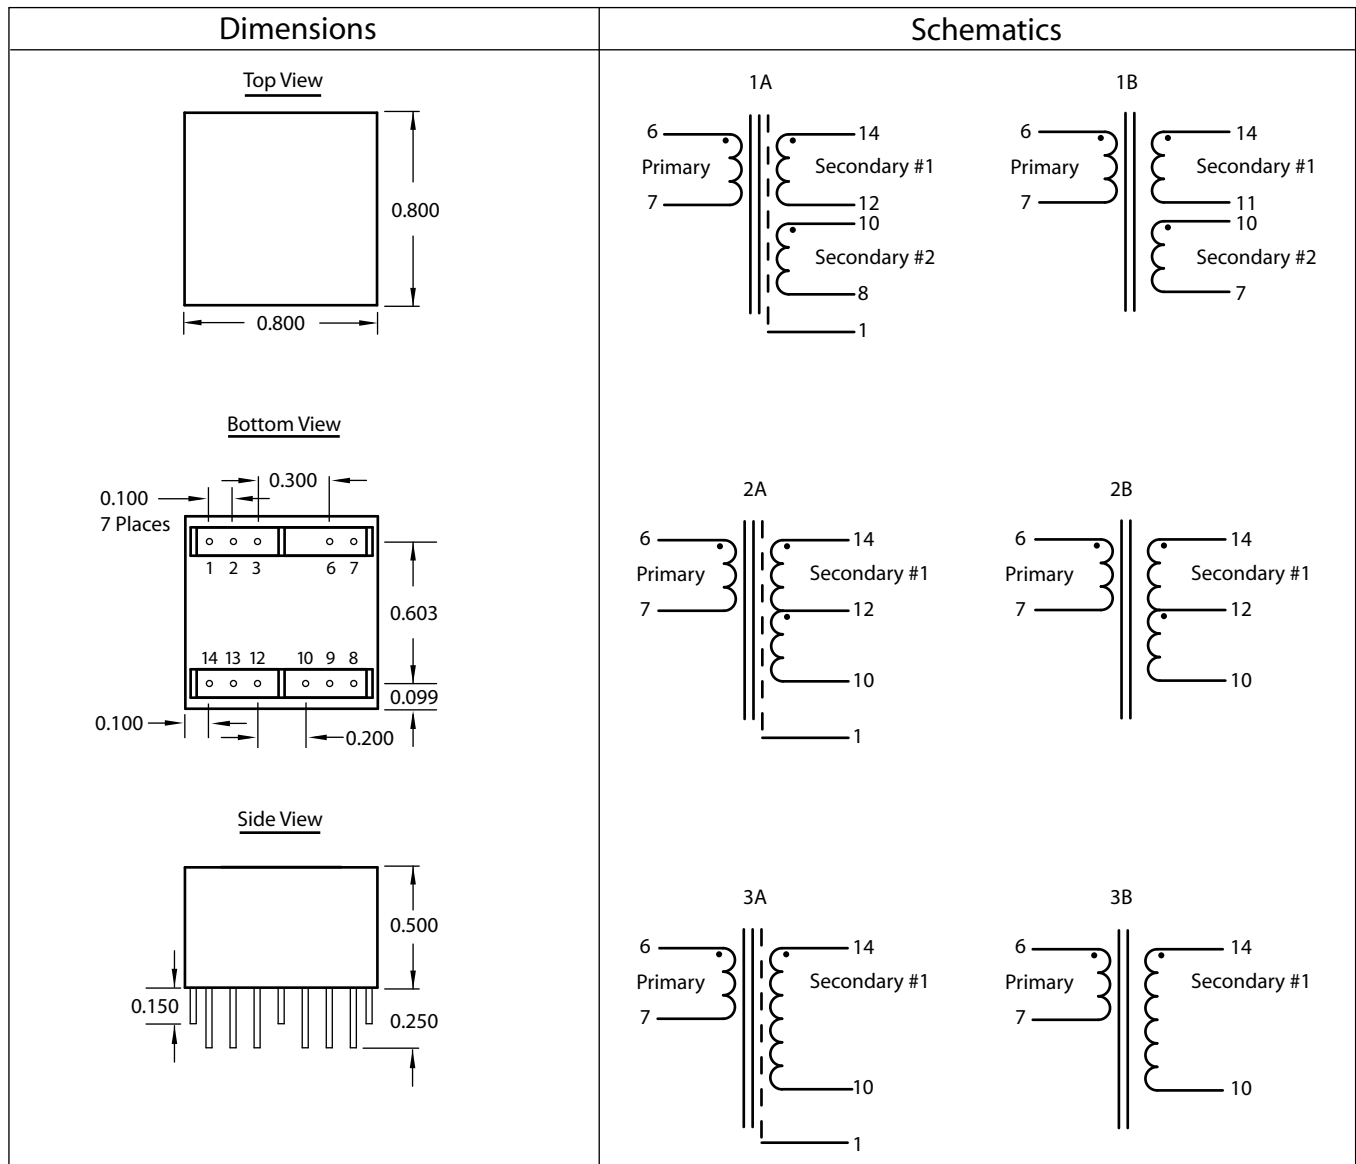 Dimensions
Schematics
Top View
0.800
0.800
Bottom View
0.300
0.100
7 Places
1 2 3 6 7
0.603
14 13 12 10 9 8
0.099
0.100
0.200
Side View
0.500
0.150
0.250
1A
6
14
Primary
Secondary #1
7
12
10
Secondary #2
8
1
1B
6
14
Primary
Secondary #1
7
11
10
Secondary #2
7
2A
6
14
Primary
Secondary #1
7
12
10
1
2B
6
14
Primary
Secondary #1
7
12
10
3A
6
14
Primary
Secondary #1
7
10
1
3B
6
14
Primary
Secondary #1
7
10